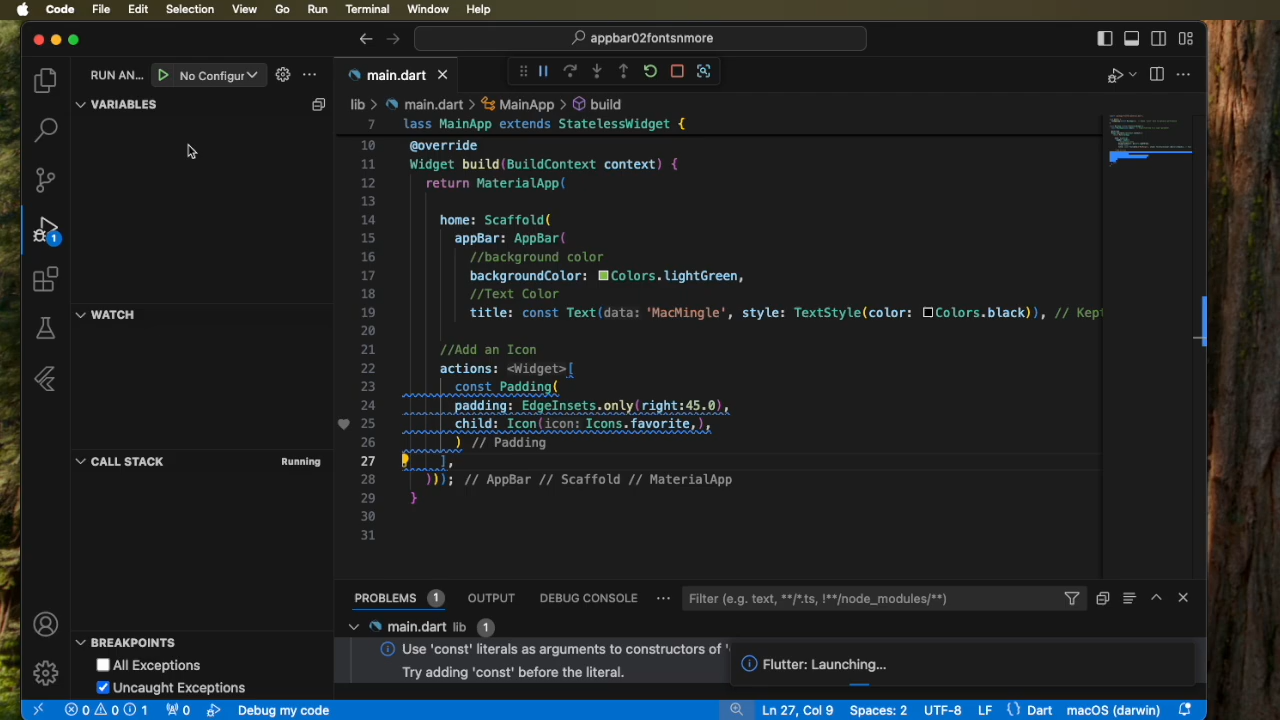 Code File Edit Selection View Go Run Terminal Window Help
appbar02fontsnmore
RUN AN... No Configur
main.dart
VARIABLES
lib > main.dart > MainApp > build
7 lass MainApp extends StatelessWidget {
10 @override
11 Widget build(BuildContext context) {
12 return MaterialApp(
13
14 home: Scaffold(
15 appBar: AppBar(
16 //background color
17 backgroundColor: Colors.lightGreen,
18 //Text Color
19 title: const Text(data: 'MacMingle', style: TextStyle(color: Colors.black)), // Kept
20
21 //Add an Icon
22 actions: <Widget>[
23 const Padding(
24 padding: EdgeInsets.only(right:45.0),
25 child: Icon(icon: Icons.favorite,),
26 ) // Padding
27 ],
28 ))); // AppBar // Scaffold // MaterialApp
29 }
30
31
WATCH
CALL STACK Running
BREAKPOINTS
All Exceptions
Uncaught Exceptions
1
PROBLEMS 1 OUTPUT DEBUG CONSOLE ... Filter (e.g. text, **/*.ts, !**/node_modules/**)
main.dart lib 1
Use 'const' literals as arguments to constructors of '
Try adding 'const' before the literal.
Flutter: Launching...
0 0 1 0 Debug my code Ln 27, Col 9 Spaces: 2 UTF-8 LF {} Dart macOS (darwin)